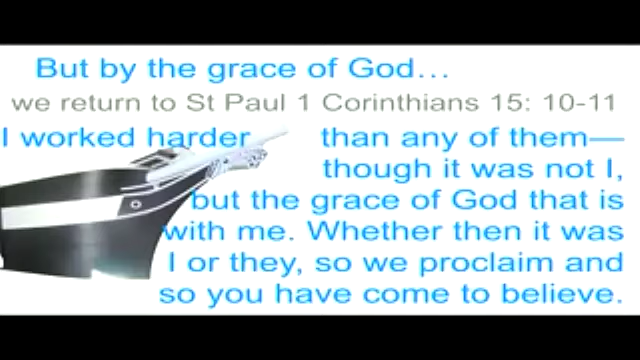 But by the grace of God…
we return to St Paul 1 Corinthians 15: 10-11
I worked harder than any of them—
though it was not I,
but the grace of God that is
with me. Whether then it was
I or they, so we proclaim and
so you have come to believe.